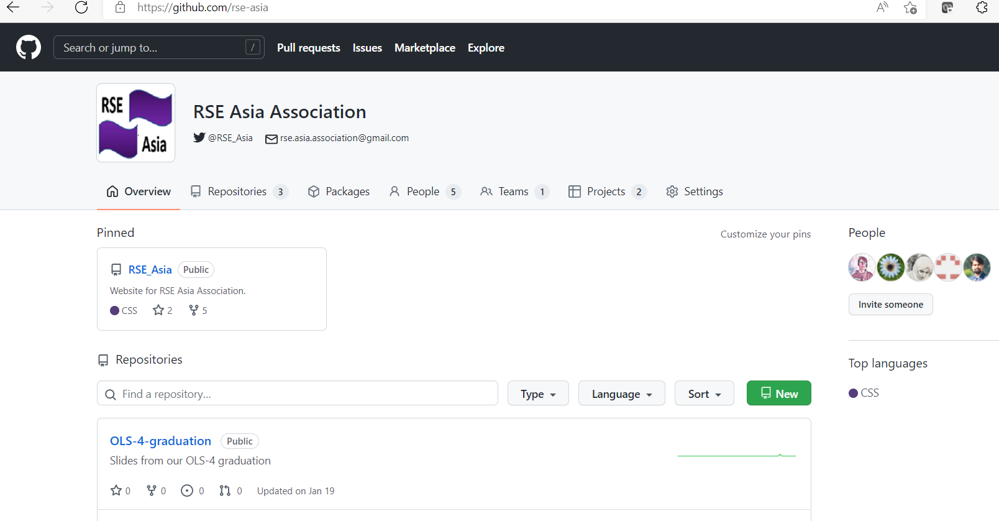 https://github.com/rse-asia
Search or jump to... /
Pull requests Issues Marketplace Explore
RSE
Asia
RSE Asia Association
@RSE_Asia rse.asia.association@gmail.com
Overview Repositories 3 Packages People 5 Teams 1 Projects 2 Settings
Pinned
Customize your pins
RSE_Asia Public
Website for RSE Asia Association.
CSS 2 5
People
Invite someone
Top languages
CSS
Repositories
Find a repository... Type Language Sort New
OLS-4-graduation Public
Slides from our OLS-4 graduation
0 0 0 0 Updated on Jan 19